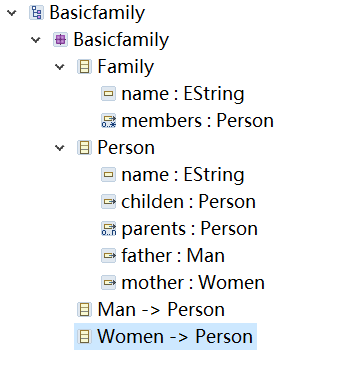 Basicfamily
Basicfamily
Family
name : EString
members : Person
Person
name : EString
childen : Person
parents : Person
father : Man
mother : Women
Man -> Person
Women -> Person